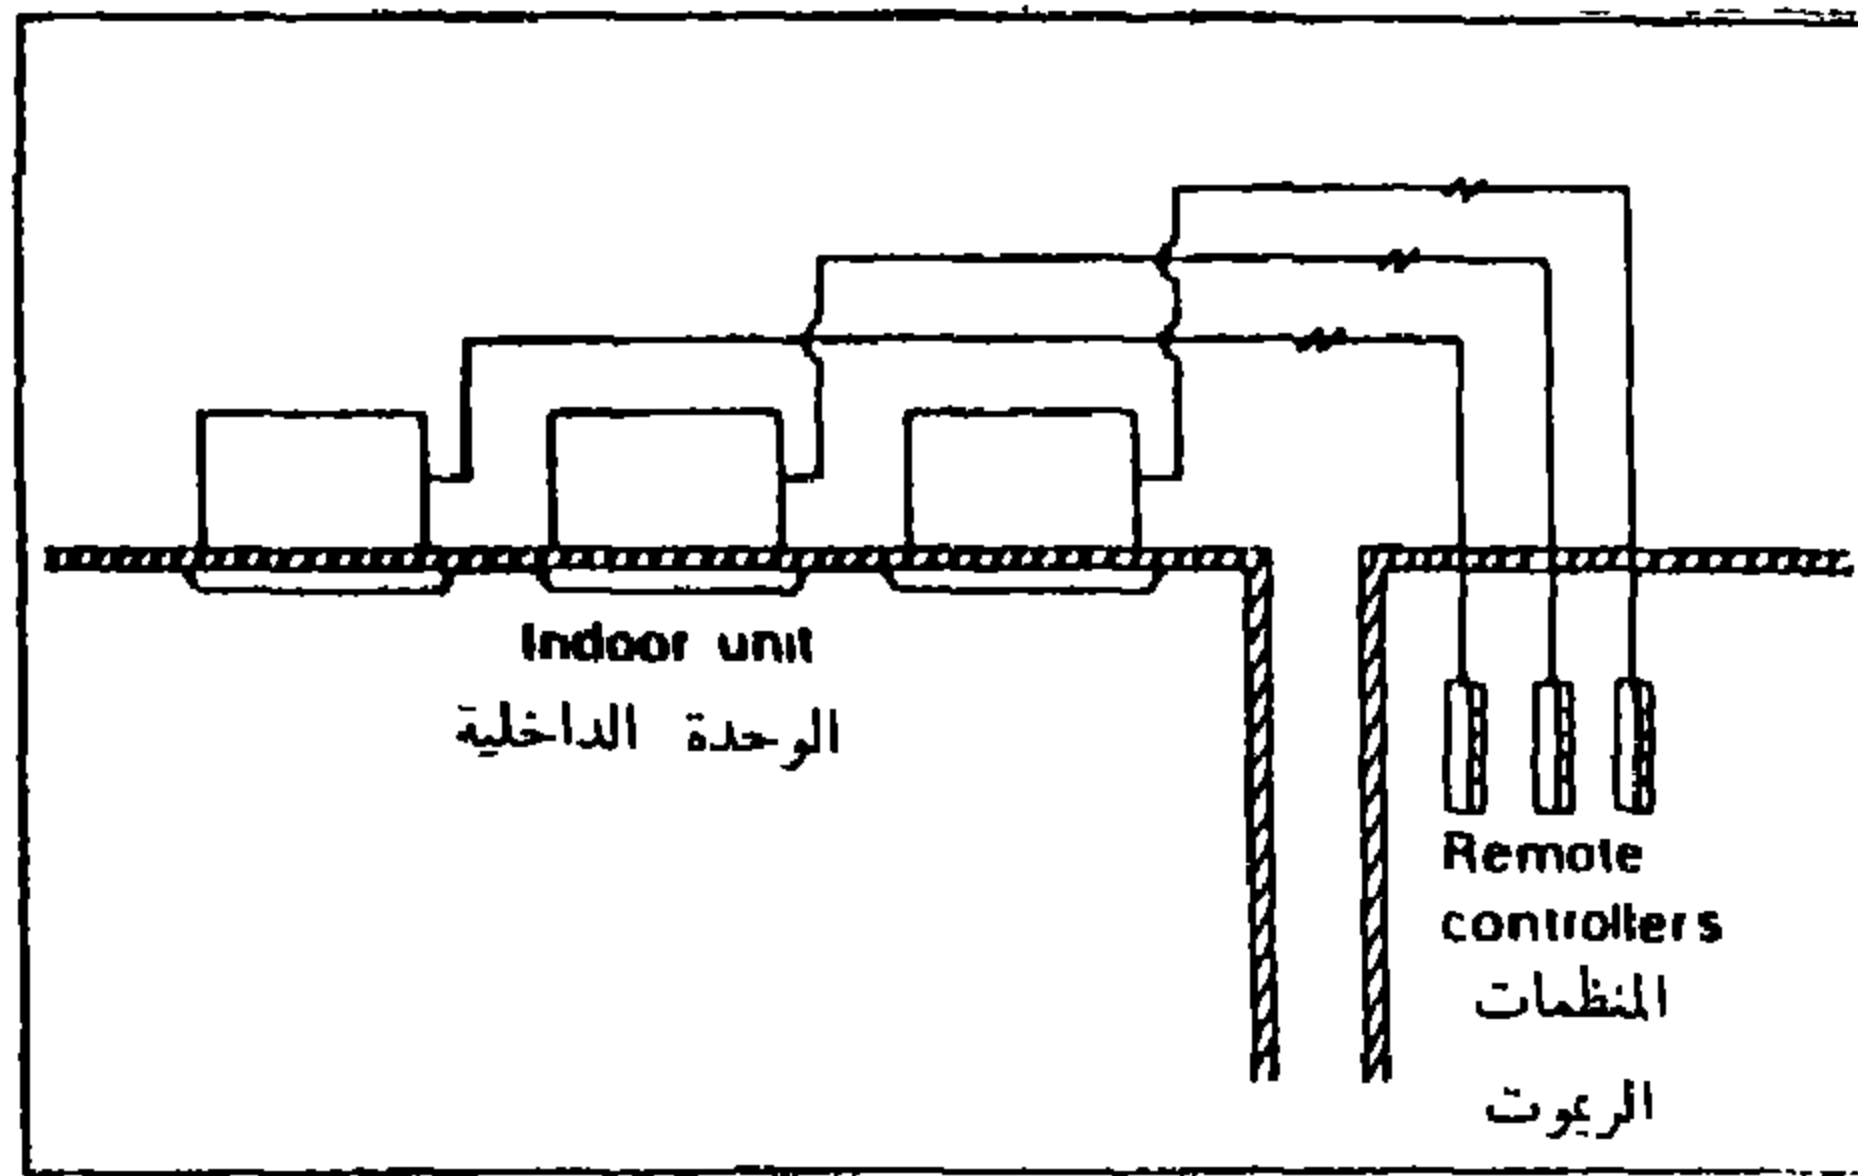 Indoor unit
الوحدة الداخلية
Remote
controllers
المنظمات
الريموت